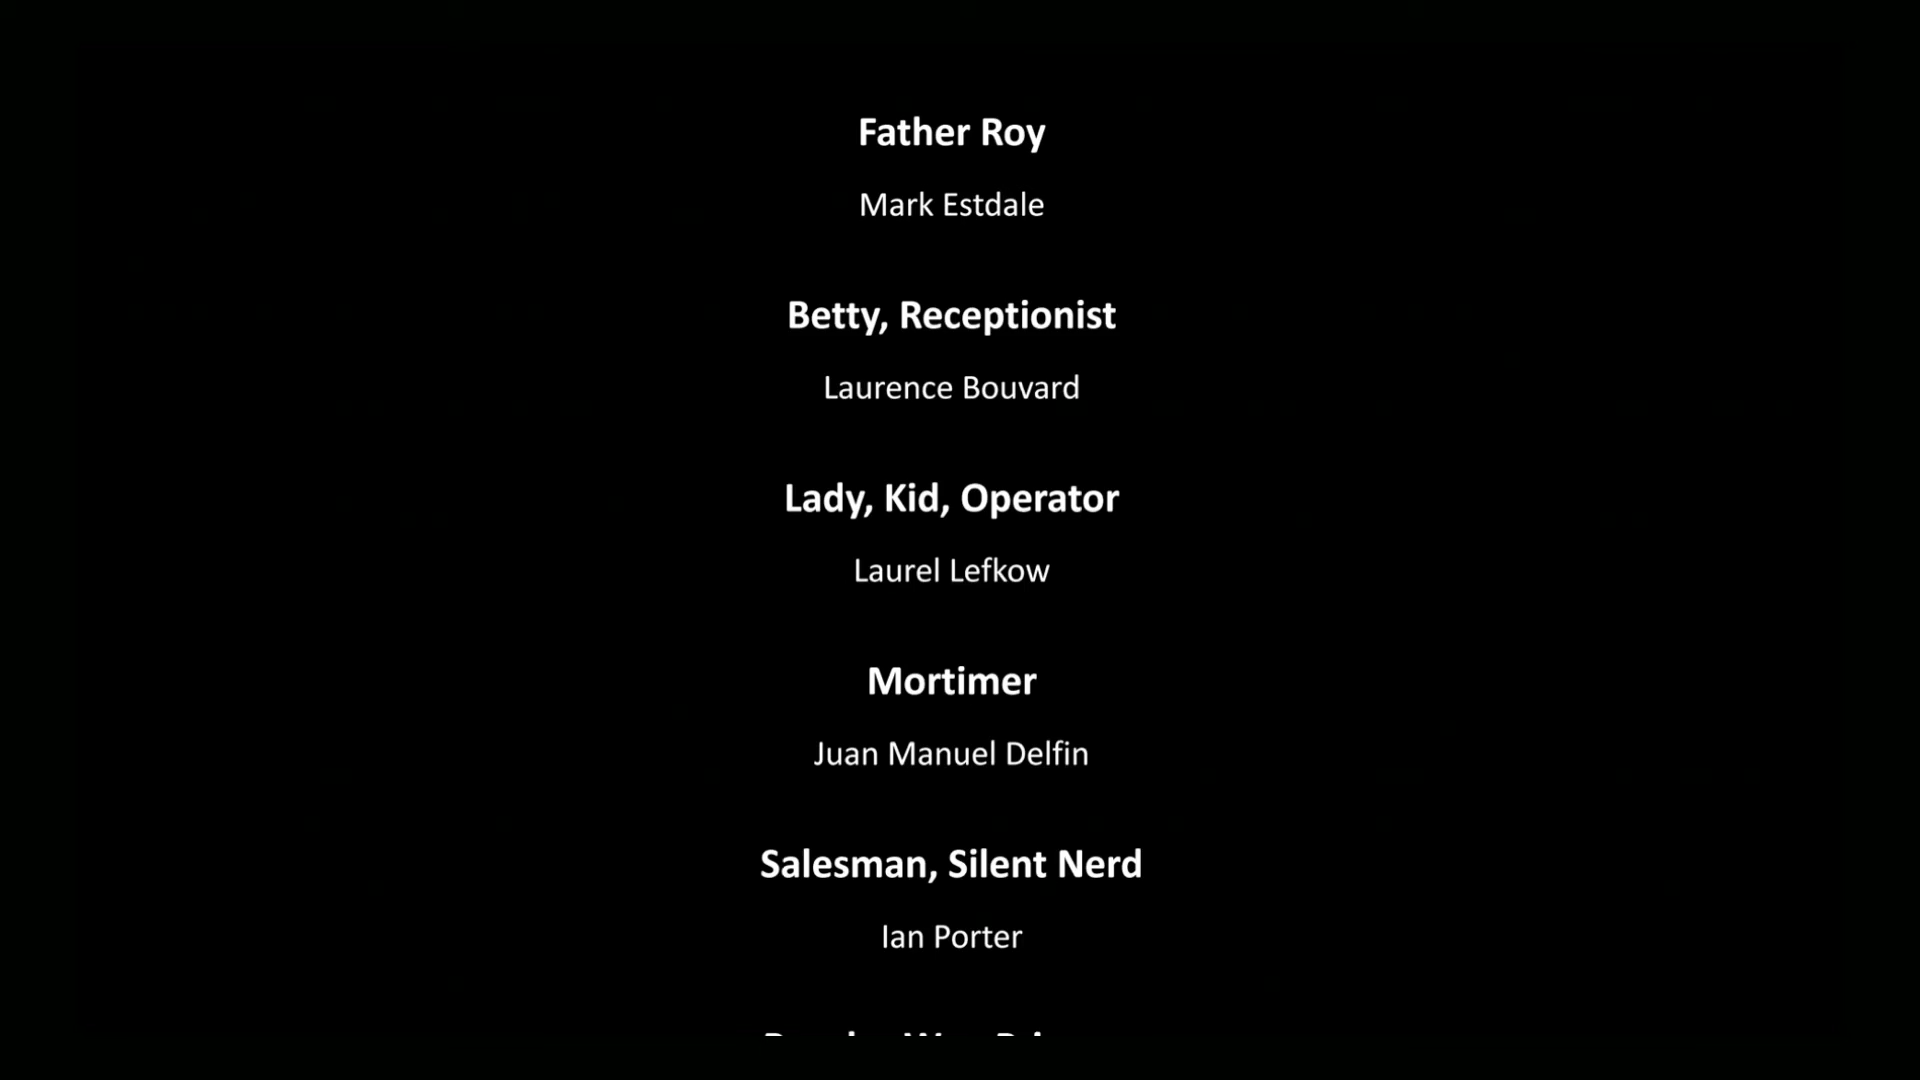 Father Roy
Mark Estdale
Betty, Receptionist
Laurence Bouvard
Lady, Kid, Operator
Laurel Lefkow
Mortimer
Juan Manuel Delfin
Salesman, Silent Nerd
Ian Porter